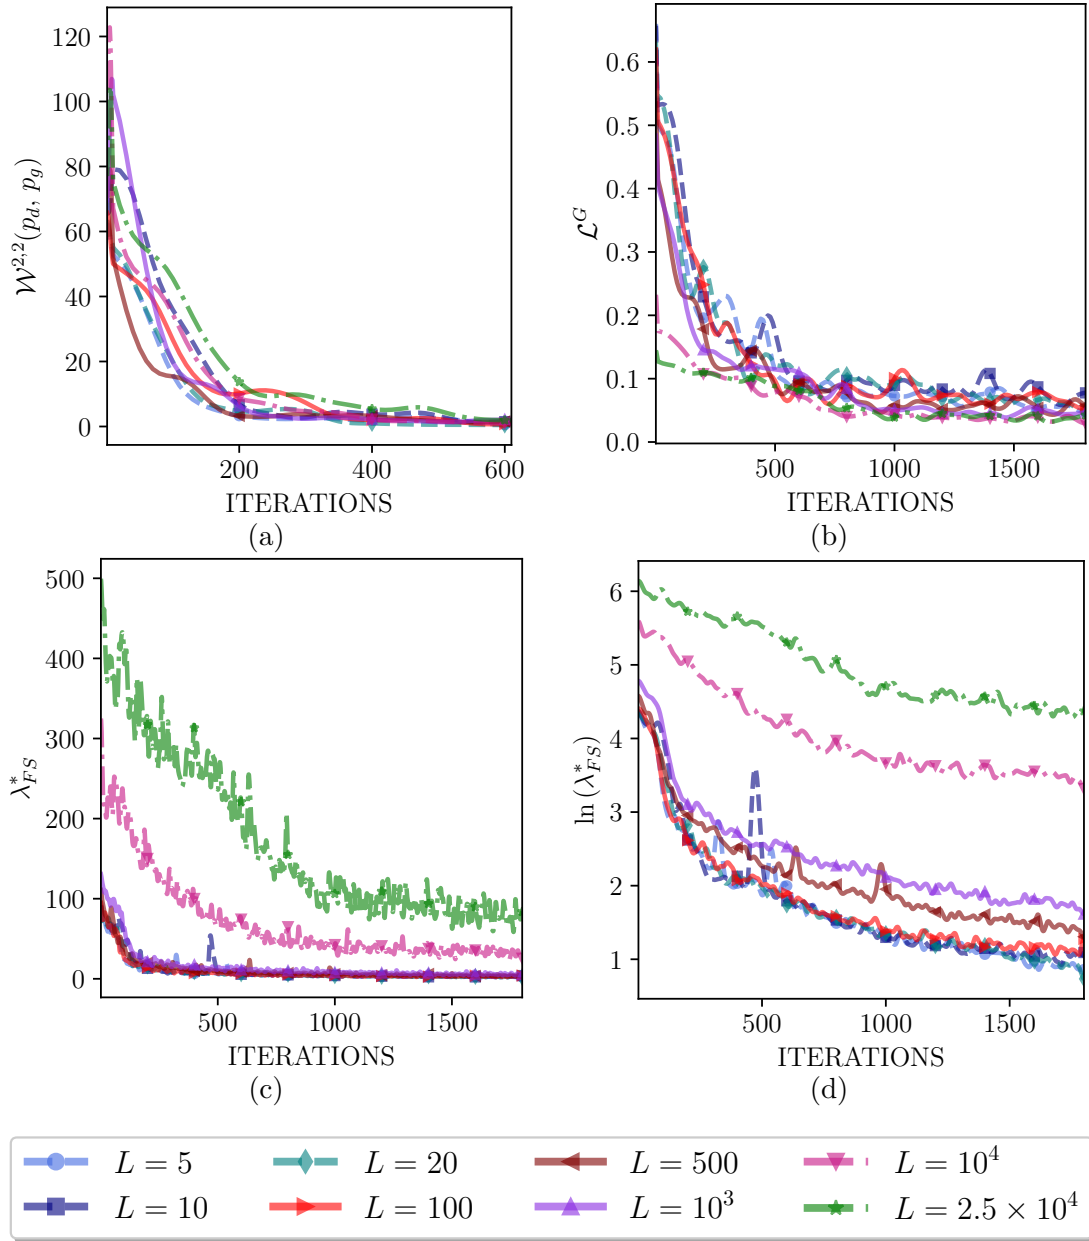 120
100
80
60
40
20
0
𝒲^{2,2}(p_d, p_g)
200 400 600
ITERATIONS
(a)
0.6
0.5
0.4
0.3
0.2
0.1
0.0
ℒ^G
500 1000 1500
ITERATIONS
(b)
500
400
300
200
100
0
λ*_{FS}
500 1000 1500
ITERATIONS
(c)
6
5
4
3
2
1
ln (λ*_{FS})
500 1000 1500
ITERATIONS
(d)
L = 5 L = 20 L = 500 L = 10^4
L = 10 L = 100 L = 10^3 L = 2.5 × 10^4